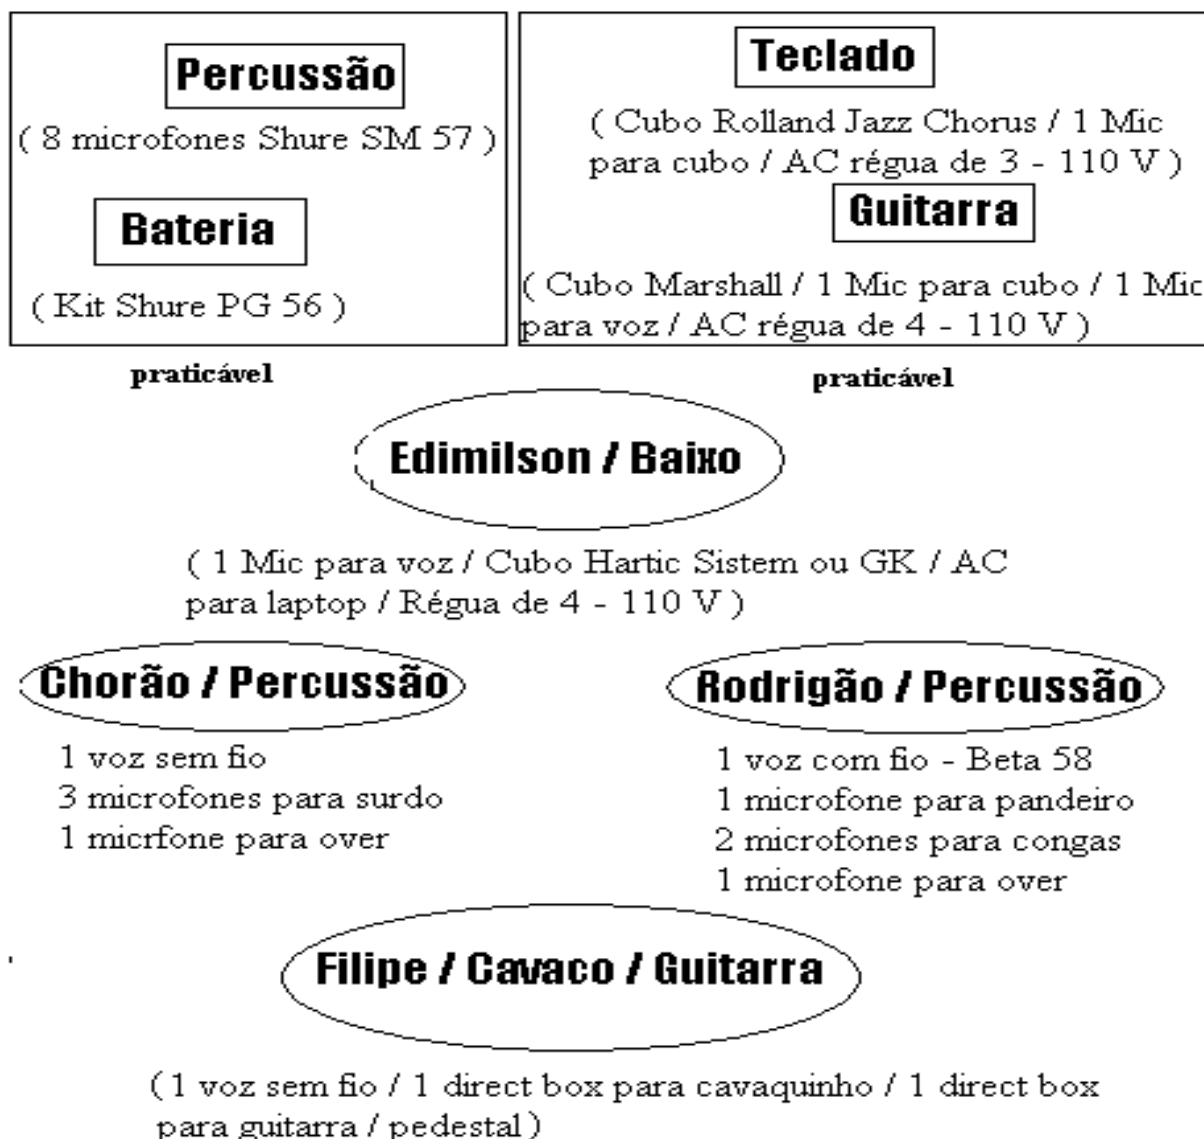 Percussão
( 8 microfones Shure SM 57 )
Bateria
( Kit Shure PG 56 )
praticável
Teclado
( Cubo Rolland Jazz Chorus / 1 Mic
para cubo / AC régua de 3 - 110 V )
Guitarra
( Cubo Marshall / 1 Mic para cubo / 1 Mic
para voz / AC régua de 4 - 110 V )
praticável
Edimilson / Baixo
( 1 Mic para voz / Cubo Hartic Sistem ou GK / AC
para laptop / Régua de 4 - 110 V )
Chorão / Percussão
1 voz sem fio
3 microfones para surdo
1 micrfone para over
Rodrigão / Percussão
1 voz com fio - Beta 58
1 microfone para pandeiro
2 microfones para congas
1 microfone para over
Filipe / Cavaco / Guitarra
( 1 voz sem fio / 1 direct box para cavaquinho / 1 direct box
para guitarra / pedestal )